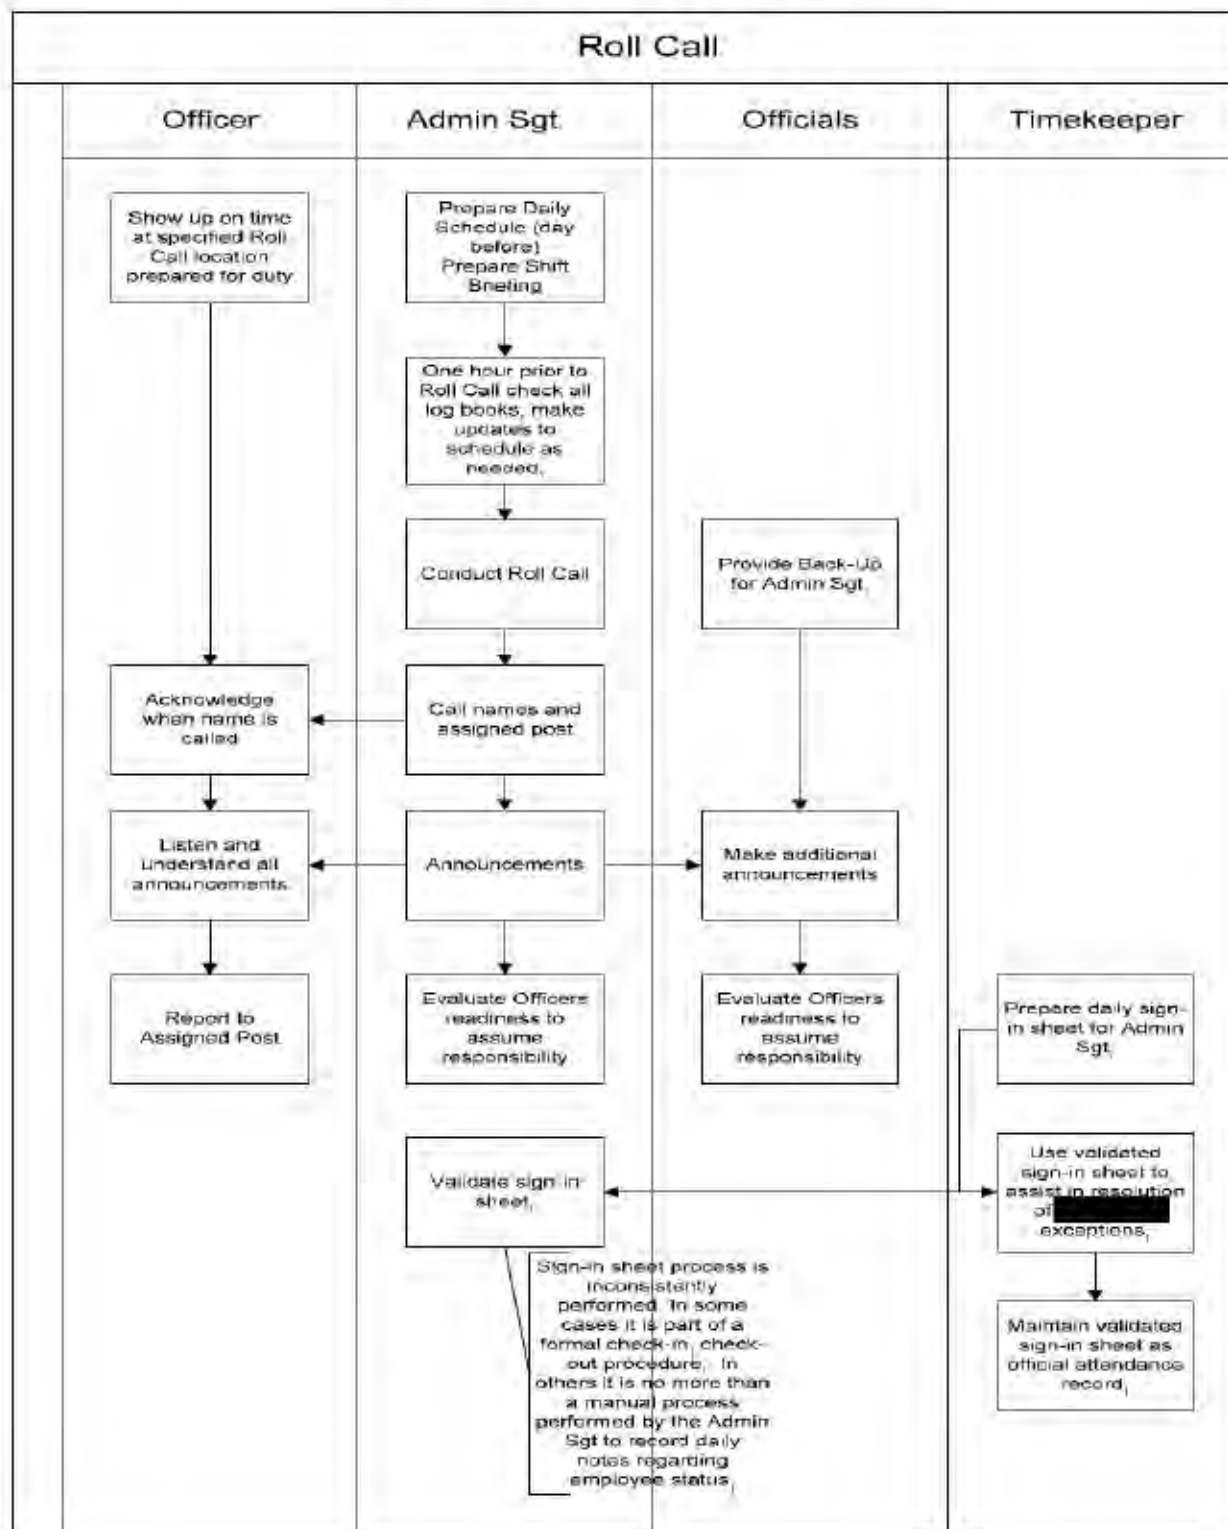 Roll Call
Officer
Admin Sgt.
Officials
Timekeeper
Show up on time
at specified Roll
Call location
prepared for duty
Prepare Daily
Schedule (day
before)
Prepare Shift
Briefing
One hour prior to
Roll Call check all
log books, make
updates to
schedule as
needed.
Conduct Roll Call
Provide Back-Up
for Admin Sgt.
Acknowledge
when name is
called
Call names and
assigned post
Listen and
understand all
announcements.
Announcements
Make additional
announcements
Report to
Assigned Post
Evaluate Officers
readiness to
assume
responsibility
Evaluate Officers
readiness to
assume
responsibility
Prepare daily sign-
in sheet for Admin
Sgt.
Validate sign in
sheet.
Use validated
sign-in sheet to
assist in resolution
of
exceptions.
Sign-in sheet process is
inconsistently
performed. In some
cases it is part of a
formal check-in, check-
out procedure. In
others it is no more than
a manual process
performed by the Admin
Sgt to record daily
notes regarding
employee status.
Maintain validated
sign-in sheet as
official attendance
record.